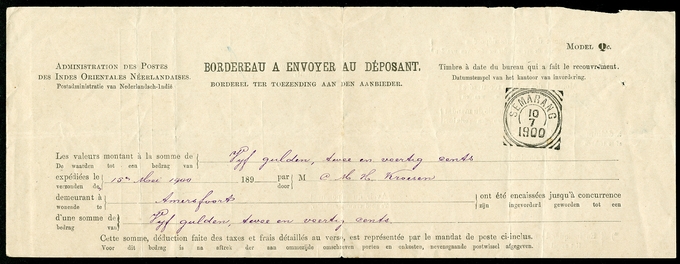 MODEL Qc.
ADMINISTRATION DES POSTES
DES INDES ORIENTALES NÉERLANDAISES.
Postadministratie van Nederlandsch-Indië
BORDEREAU A ENVOYER AU DÉPOSANT.
BORDEREL TER TOEZENDING AAN DEN AANBIEDER.
Timbre à date du bureau qui a fait le recouvrement.
Datumstempel van het kantoor van invordering.
SEMARANG
10
7
1900
Les valeurs montant à la somme de Vyf gulden, twee en veertig cents
De waarden tot een bedrag van
expédiées le 15n Mei 1900 189 par M C. M. H. Kroesen
verzonden de door
demeurant à Amersfoort ont été encaissées jusqu'à concurrence
wonende te zijn ingevorderd geworden tot een
d'une somme de Vyf gulden, twee en veertig cents.
bedrag van
Cette somme, déduction faite des taxes et frais détaillés au verso, est représentée par le mandat de poste ci-inclus.
Voor dit bedrag is na aftrek der aan ommezijde omschreven porten en onkosten, nevensgaande postwissel afgegeven.